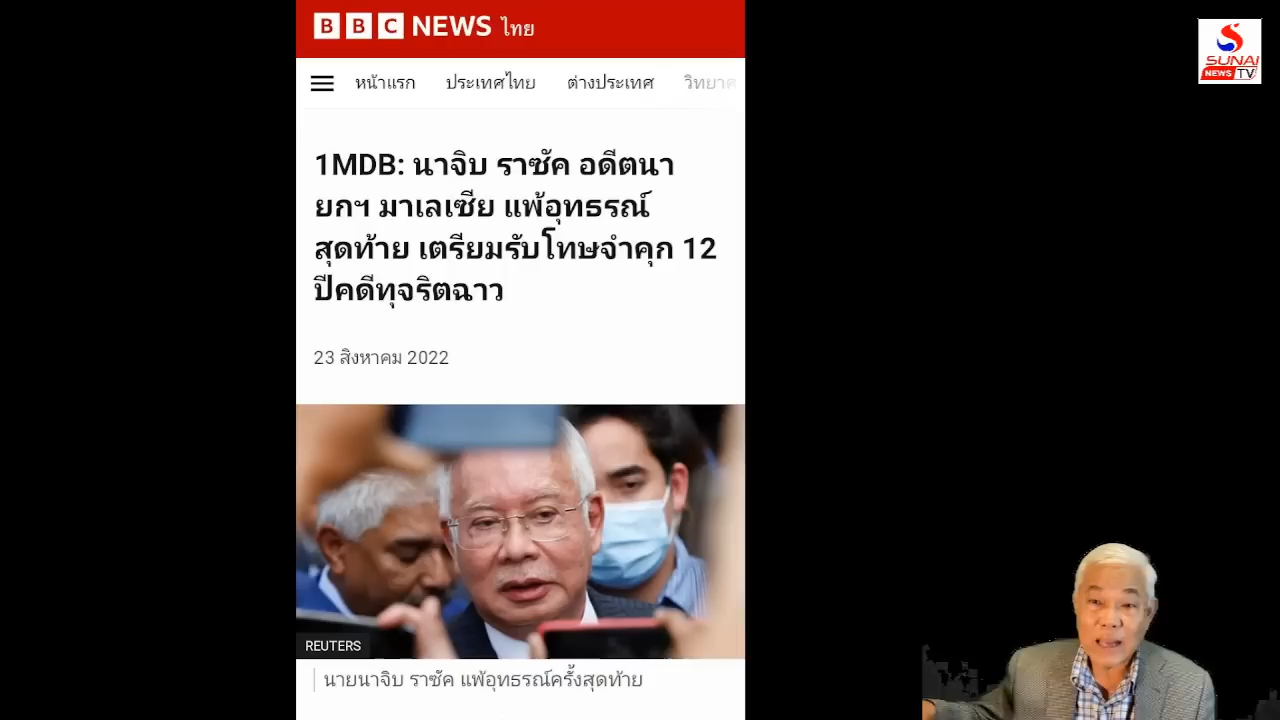 BBC NEWS ไทย
SUNAI
NEWS TV
หน้าแรก ประเทศไทย ต่างประเทศ วิทยาศ
1MDB: นาจิบ ราซัค อดีตนา
ยกฯ มาเลเซีย แพ้อุทธรณ์
สุดท้าย เตรียมรับโทษจำคุก 12
ปีคดีทุจริตฉาว
23 สิงหาคม 2022
REUTERS
นายนาจิบ ราซัค แพ้อุทธรณ์ครั้งสุดท้าย